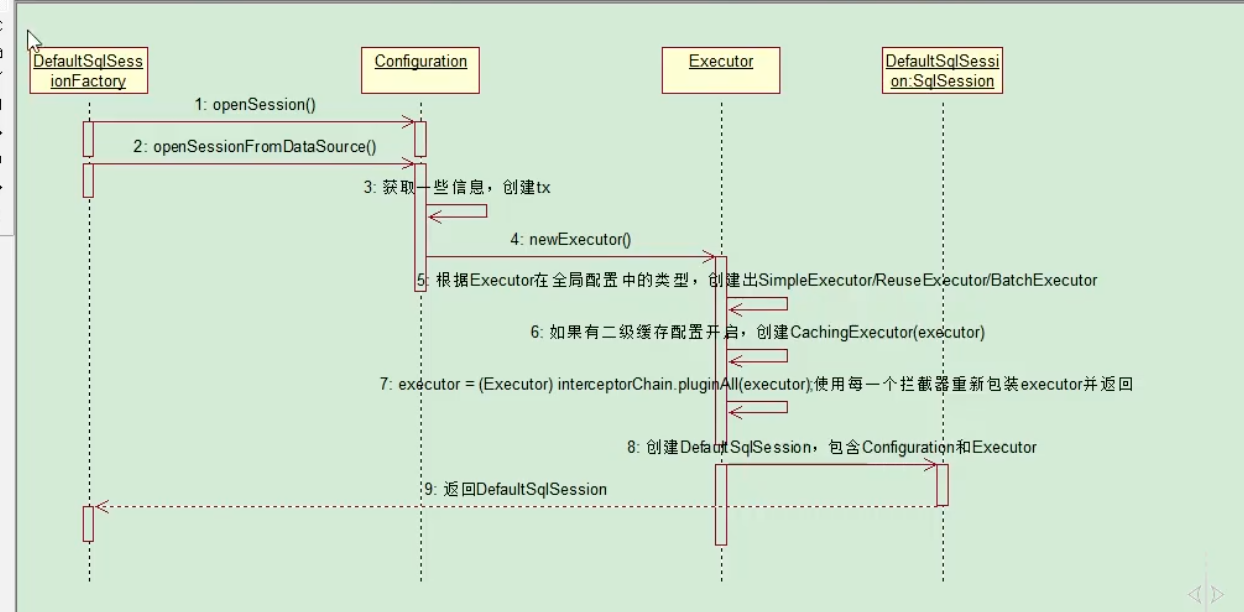 DefaultSqlSess
ionFactory
Configuration
Executor
DefaultSqlSessi
on:SqlSession
1: openSession()
2: openSessionFromDataSource()
3: 获取一些信息，创建tx
4: newExecutor()
5: 根据Executor在全局配置中的类型，创建出SimpleExecutor/ReuseExecutor/BatchExecutor
6: 如果有二级缓存配置开启，创建CachingExecutor(executor)
7: executor = (Executor) interceptorChain.pluginAll(executor);使用每一个拦截器重新包装executor并返回
8: 创建DefaultSqlSession，包含Configuration和Executor
9: 返回DefaultSqlSession